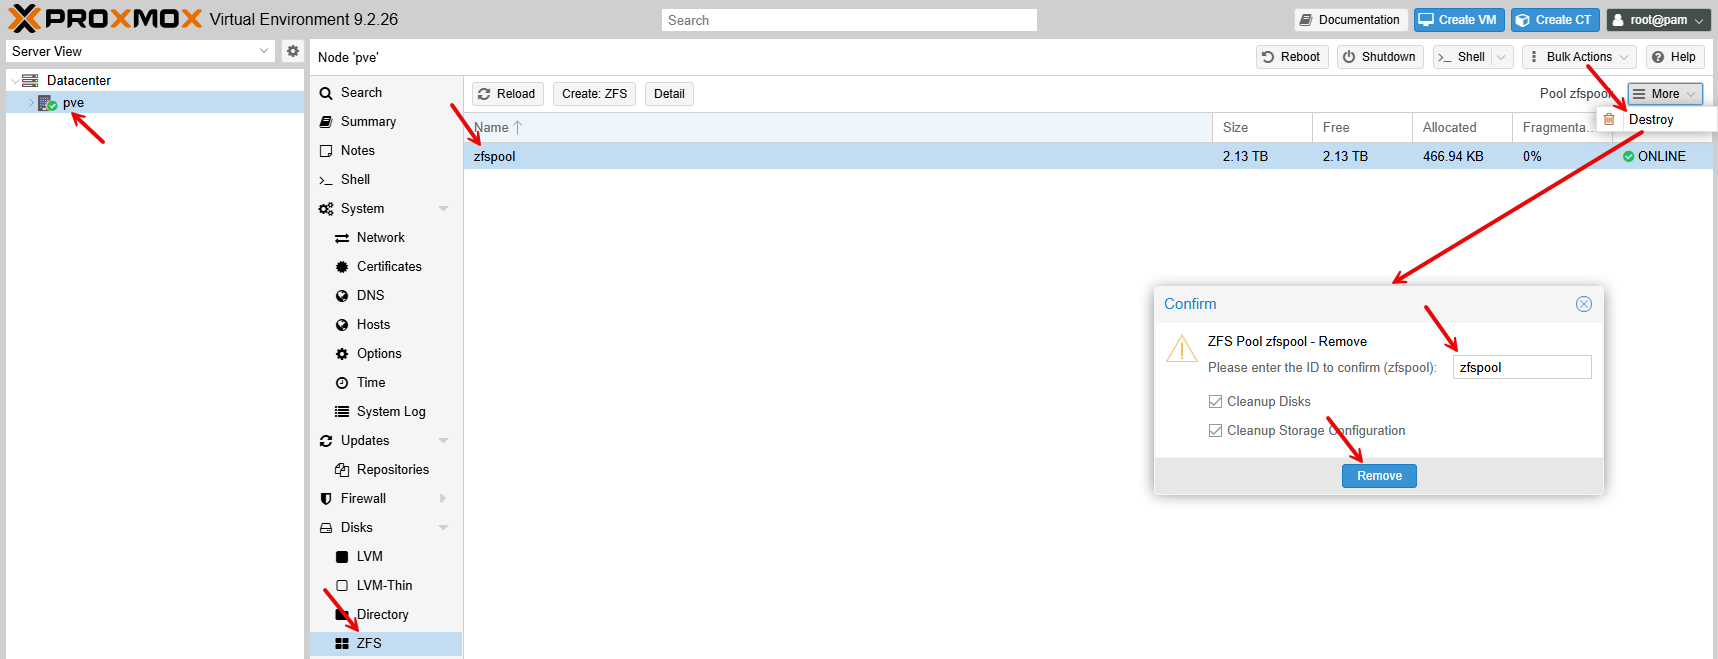 PROXMOX Virtual Environment 9.2.26
Search
Documentation
Create VM
Create CT
root@pam
Server View
Node 'pve'
Reboot
Shutdown
Shell
Bulk Actions
Help
Datacenter
pve
Search
Summary
Notes
Shell
System
Network
Certificates
DNS
Hosts
Options
Time
System Log
Updates
Repositories
Firewall
Disks
LVM
LVM-Thin
Directory
ZFS
Reload
Create: ZFS
Detail
Pool zfspool:
More
Destroy
Name
Size
Free
Allocated
Fragmenta...
zfspool
2.13 TB
2.13 TB
466.94 KB
0%
ONLINE
Confirm
ZFS Pool zfspool - Remove
Please enter the ID to confirm (zfspool):
zfspool
Cleanup Disks
Cleanup Storage Configuration
Remove